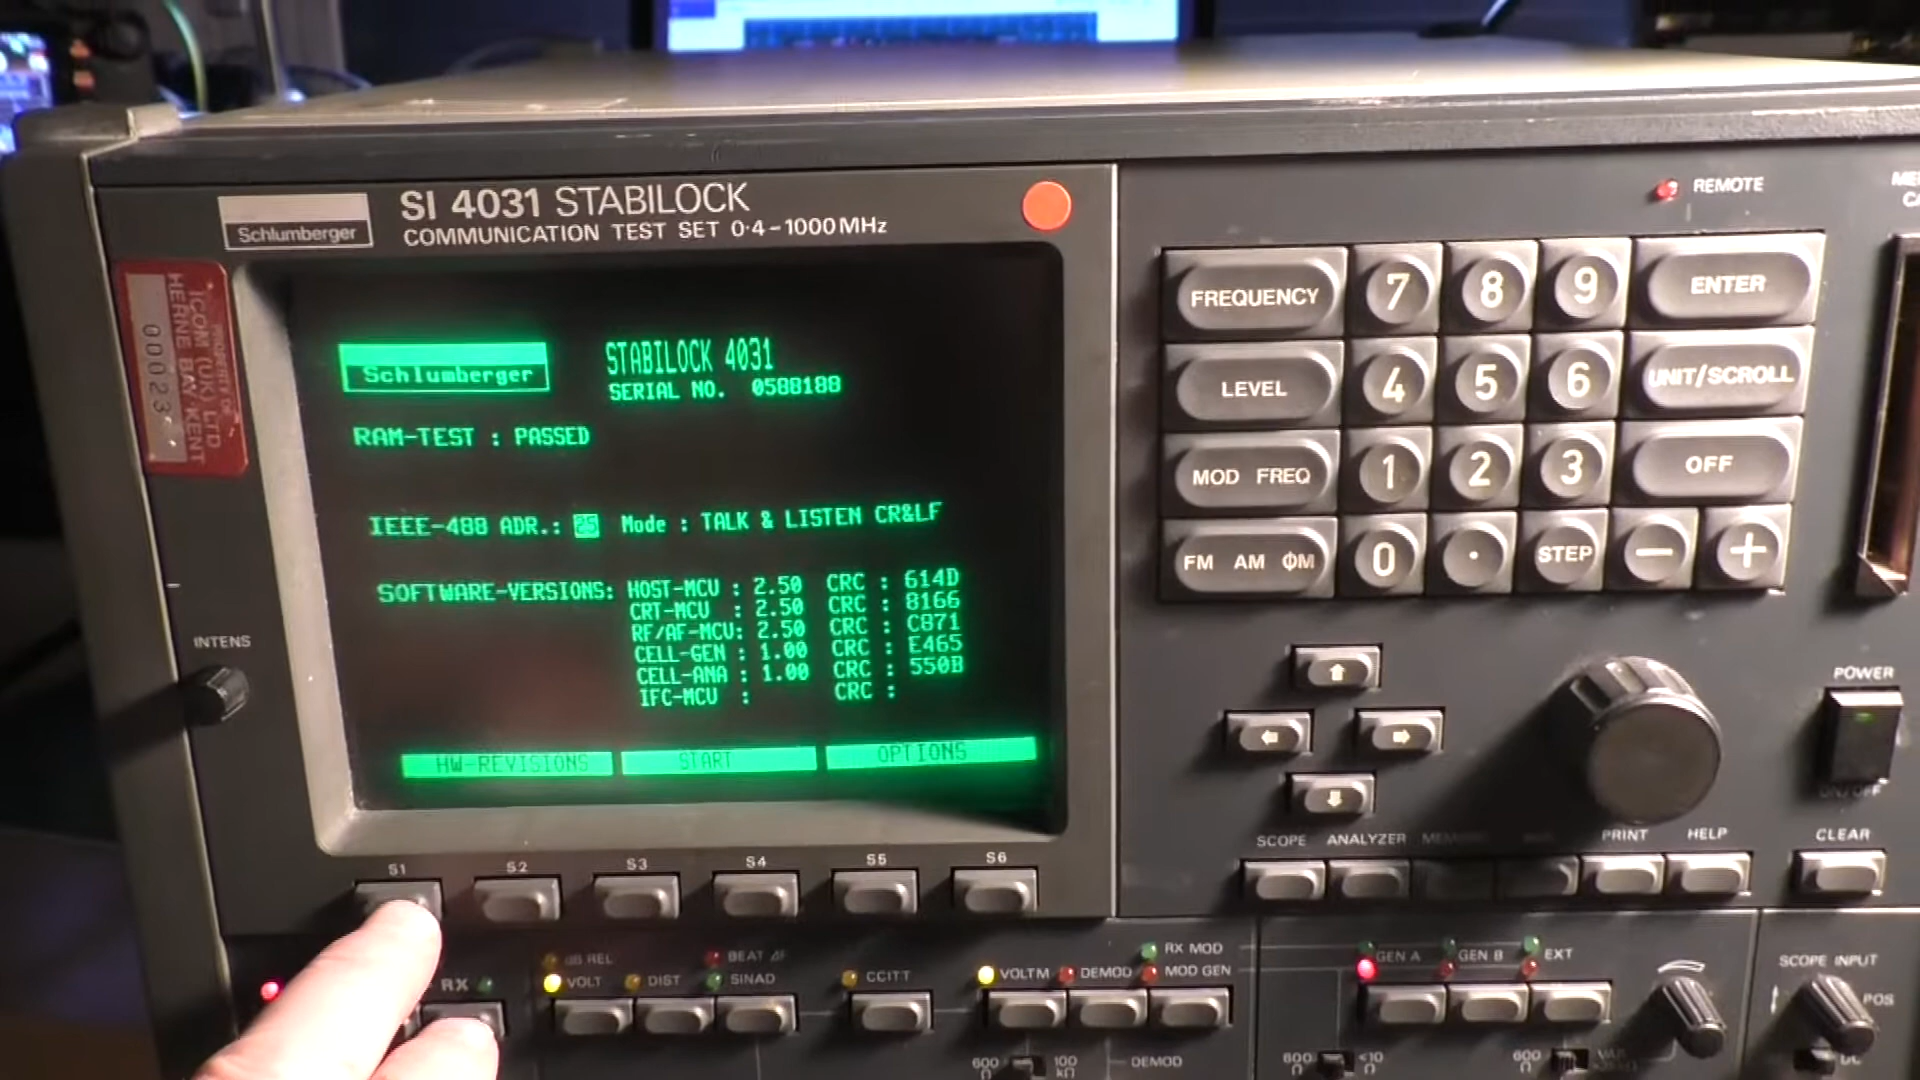 Schlumberger
SI 4031 STABILOCK
COMMUNICATION TEST SET 0·4-1000MHz
PROPERTY OF
ICOM (UK) LTD
HERNE BAY/KENT
Schlumberger
STABILOCK 4031
SERIAL NO. 0588188
RAM-TEST : PASSED
IEEE-488 ADR.: 25 Mode : TALK & LISTEN CR&LF
SOFTWARE-VERSIONS: HOST-MCU : 2.50 CRC : 614D
CRT-MCU : 2.50 CRC : 8166
RF/AF-MCU: 2.50 CRC : C871
CELL-GEN : 1.00 CRC : E465
CELL-ANA : 1.00 CRC : 550B
IFC-MCU : CRC :
HW-REVISIONS START OPTIONS
INTENS
S1 S2 S3 S4 S5 S6
REMOTE
FREQUENCY 7 8 9 ENTER
LEVEL 4 5 6 UNIT/SCROLL
MOD FREQ 1 2 3 OFF
FM AM ΦM 0 · STEP − +
POWER
ON/OFF
SCOPE ANALYZER PRINT HELP CLEAR
dB REL BEAT ΔF RX MOD
RX VOLT DIST SINAD CCITT VOLTM DEMOD MOD GEN
GEN A GEN B EXT
SCOPE INPUT
POS
DC
600 Ω 100 kΩ DEMOD
600 Ω <10 Ω
600 Ω